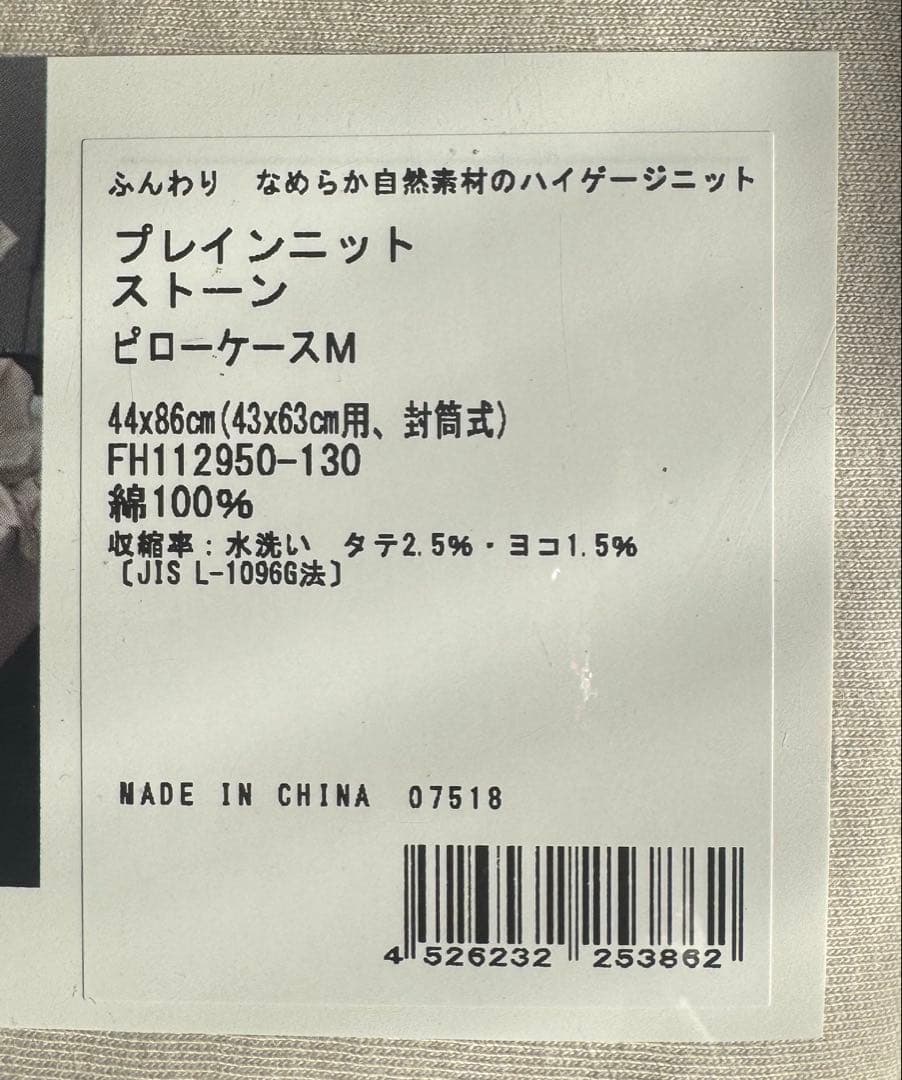 ふんわり　なめらか自然素材のハイゲージニット
プレインニット
ストーン
ピローケースM
44x86cm(43x63cm用、封筒式)
FH112950-130
綿100%
収縮率：水洗い　タテ2.5%・ヨコ1.5%
〔JIS L-1096G法〕
MADE IN CHINA 07518
4 526232 253862